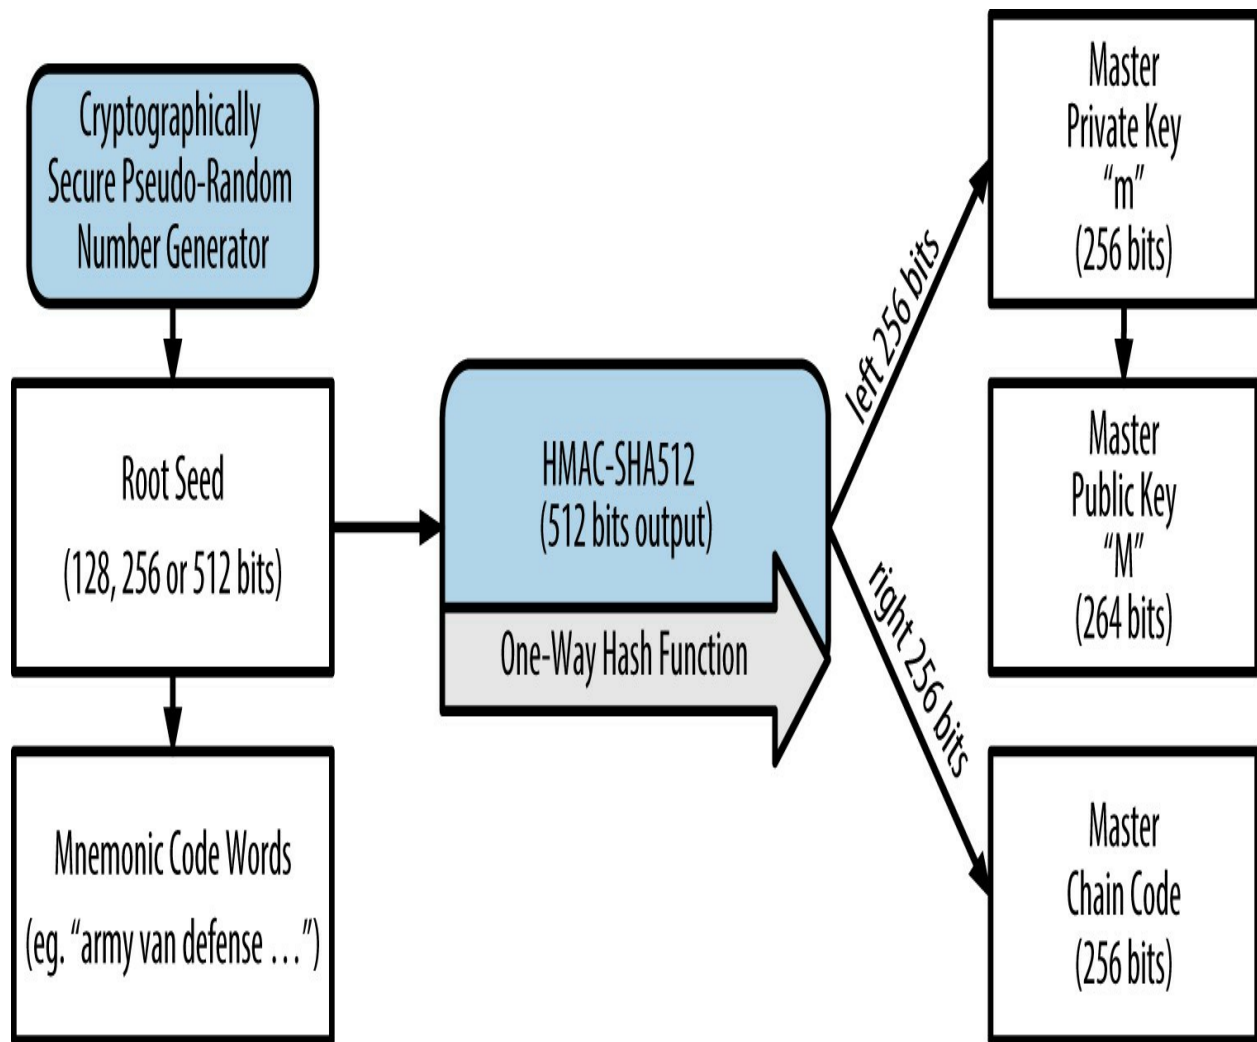 Cryptographically
Secure Pseudo-Random
Number Generator
Root Seed
(128, 256 or 512 bits)
Mnemonic Code Words
(eg. “army van defense …”)
HMAC-SHA512
(512 bits output)
One-Way Hash Function
left 256 bits
right 256 bits
Master
Private Key
“m”
(256 bits)
Master
Public Key
“M”
(264 bits)
Master
Chain Code
(256 bits)